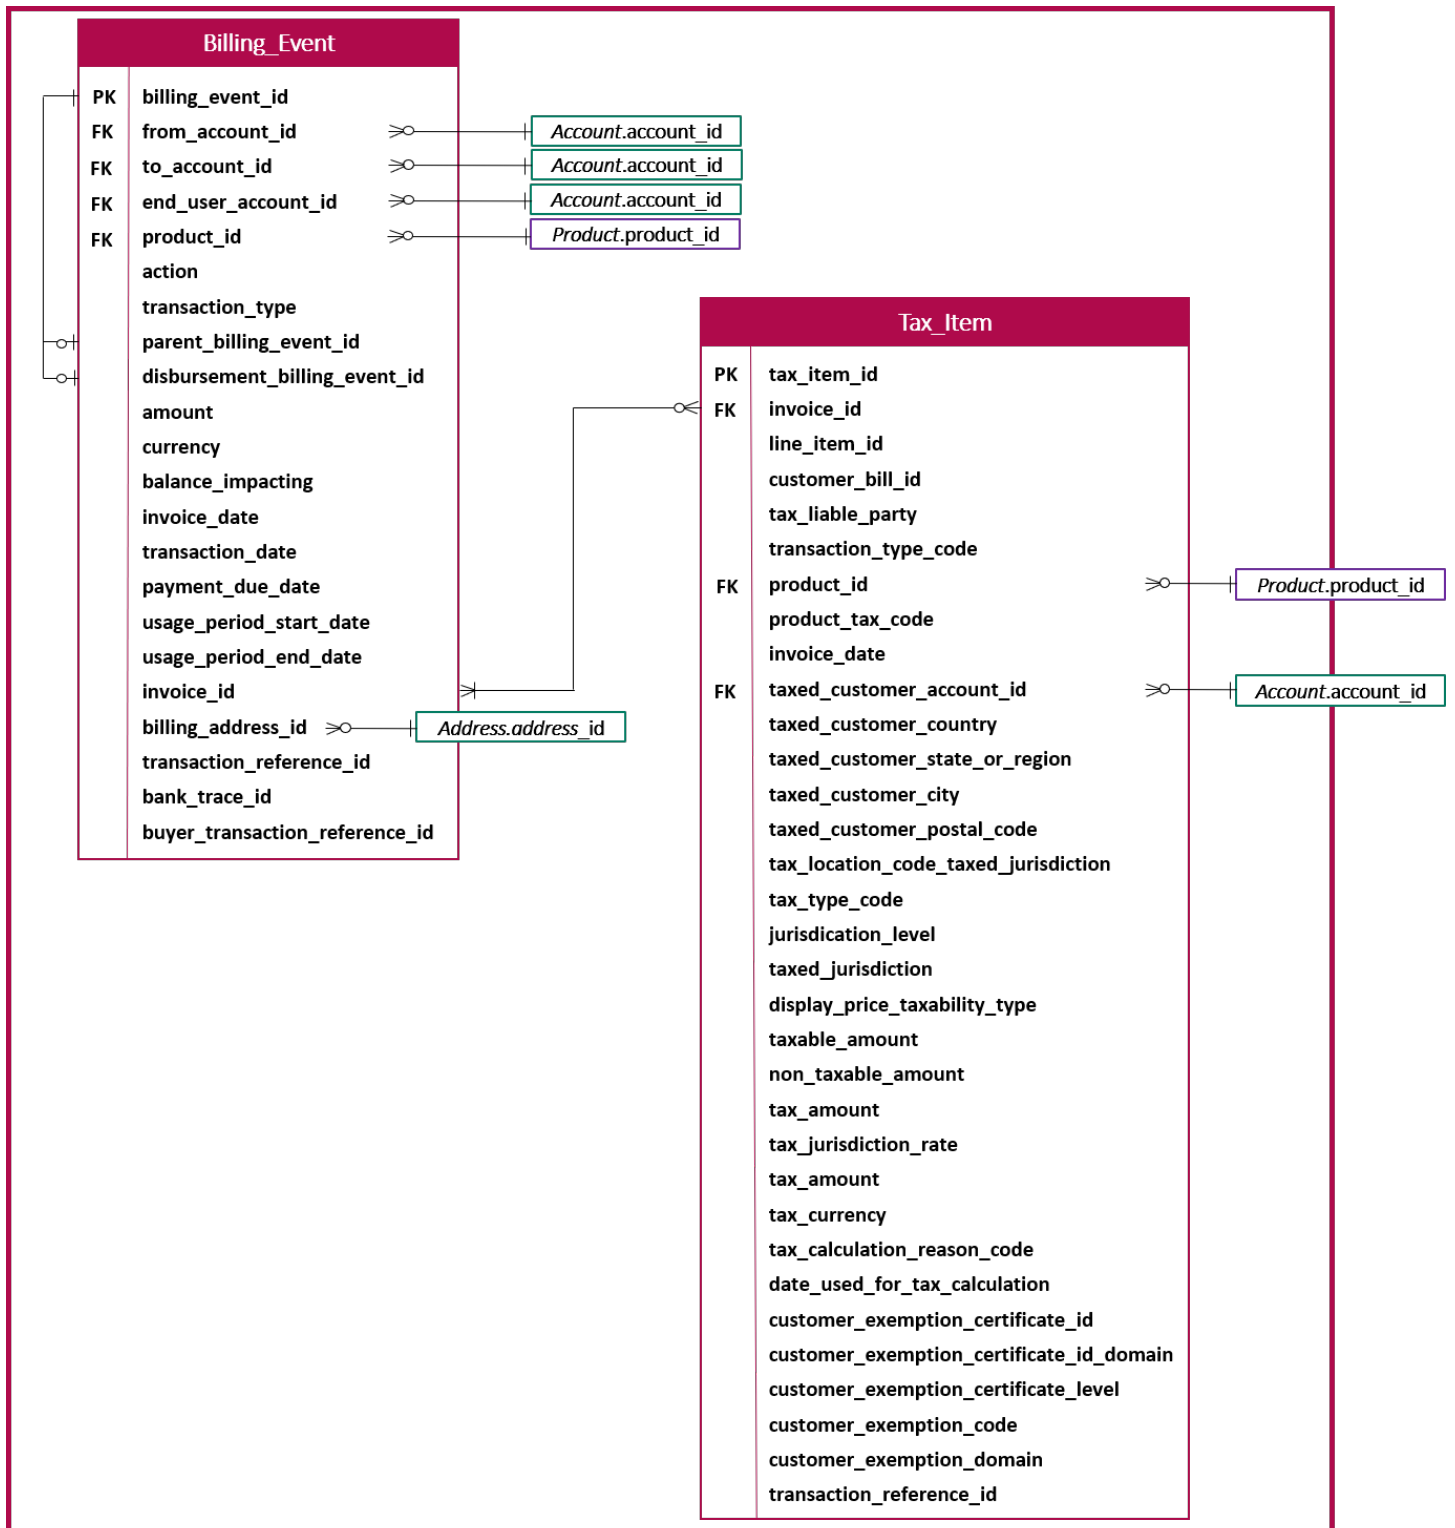 Billing_Event
PK billing_event_id
FK from_account_id Account.account_id
FK to_account_id Account.account_id
FK end_user_account_id Account.account_id
FK product_id Product.product_id
action
transaction_type
parent_billing_event_id
disbursement_billing_event_id
amount
currency
balance_impacting
invoice_date
transaction_date
payment_due_date
usage_period_start_date
usage_period_end_date
invoice_id
billing_address_id Address.address_id
transaction_reference_id
bank_trace_id
buyer_transaction_reference_id
Tax_Item
PK tax_item_id
FK invoice_id
line_item_id
customer_bill_id
tax_liable_party
transaction_type_code
FK product_id Product.product_id
product_tax_code
invoice_date
FK taxed_customer_account_id Account.account_id
taxed_customer_country
taxed_customer_state_or_region
taxed_customer_city
taxed_customer_postal_code
tax_location_code_taxed_jurisdiction
tax_type_code
jurisdication_level
taxed_jurisdiction
display_price_taxability_type
taxable_amount
non_taxable_amount
tax_amount
tax_jurisdiction_rate
tax_amount
tax_currency
tax_calculation_reason_code
date_used_for_tax_calculation
customer_exemption_certificate_id
customer_exemption_certificate_id_domain
customer_exemption_certificate_level
customer_exemption_code
customer_exemption_domain
transaction_reference_id